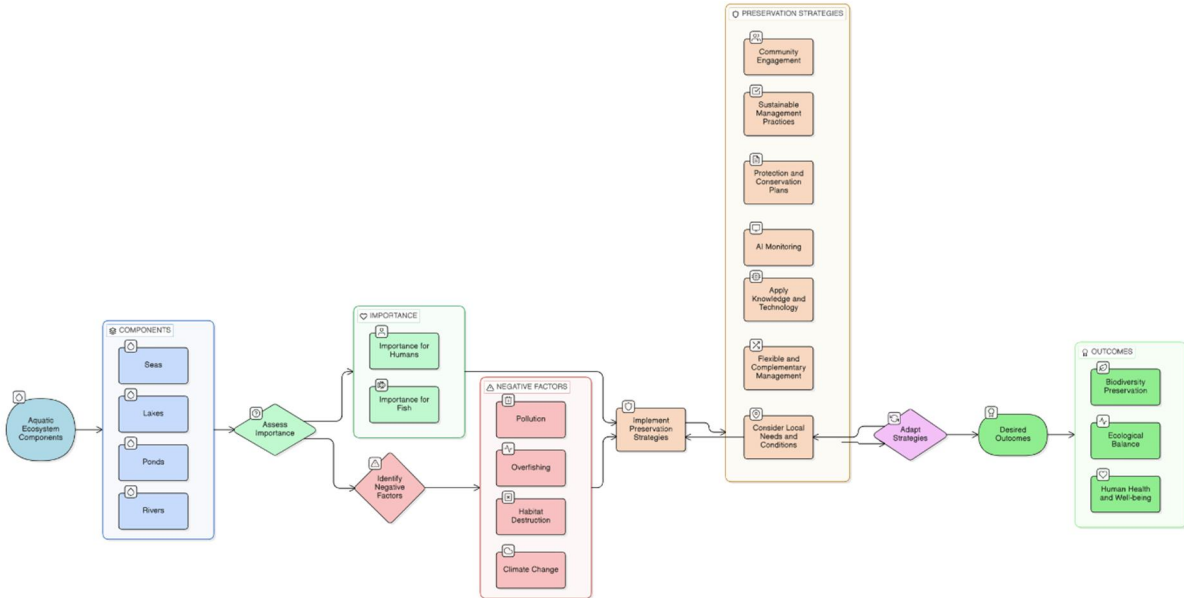 Aquatic
Ecosystem
Components
COMPONENTS
Seas
Lakes
Ponds
Rivers
Assess
Importance
IMPORTANCE
Importance for
Humans
Importance for
Fish
Identify
Negative
Factors
NEGATIVE FACTORS
Pollution
Overfishing
Habitat
Destruction
Climate Change
Implement
Preservation
Strategies
PRESERVATION STRATEGIES
Community
Engagement
Sustainable
Management
Practices
Protection and
Conservation
Plans
AI Monitoring
Apply
Knowledge and
Technology
Flexible and
Complementary
Management
Consider Local
Needs and
Conditions
Adapt
Strategies
Desired
Outcomes
OUTCOMES
Biodiversity
Preservation
Ecological
Balance
Human Health
and Well-being